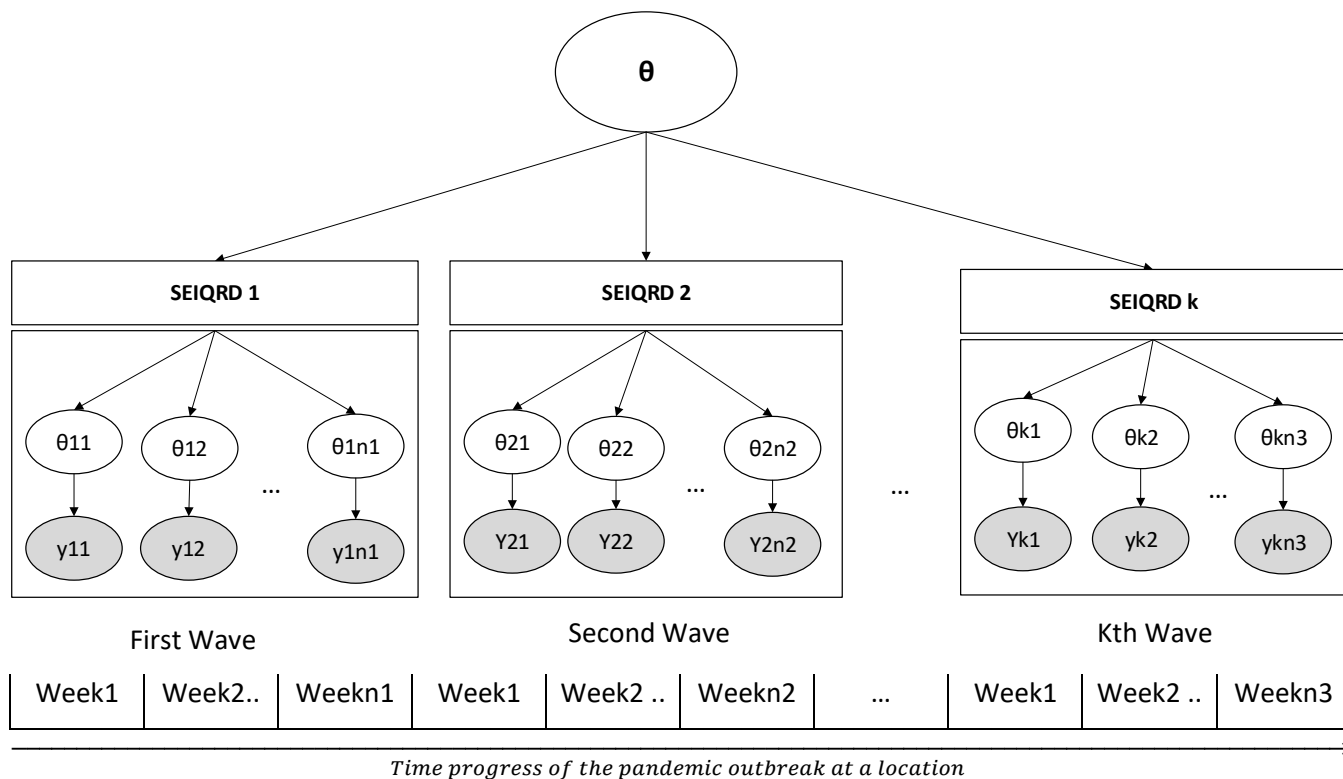 θ
SEIQRD 1
SEIQRD 2
SEIQRD k
θ11
θ12
...
θ1n1
θ21
θ22
...
θ2n2
...
θk1
θk2
...
θkn3
y11
y12
y1n1
Y21
Y22
Y2n2
Yk1
yk2
ykn3
First Wave
Second Wave
Kth Wave
Week1 Week2.. Weekn1 Week1 Week2 .. Weekn2 ... Week1 Week2 .. Weekn3
Time progress of the pandemic outbreak at a location